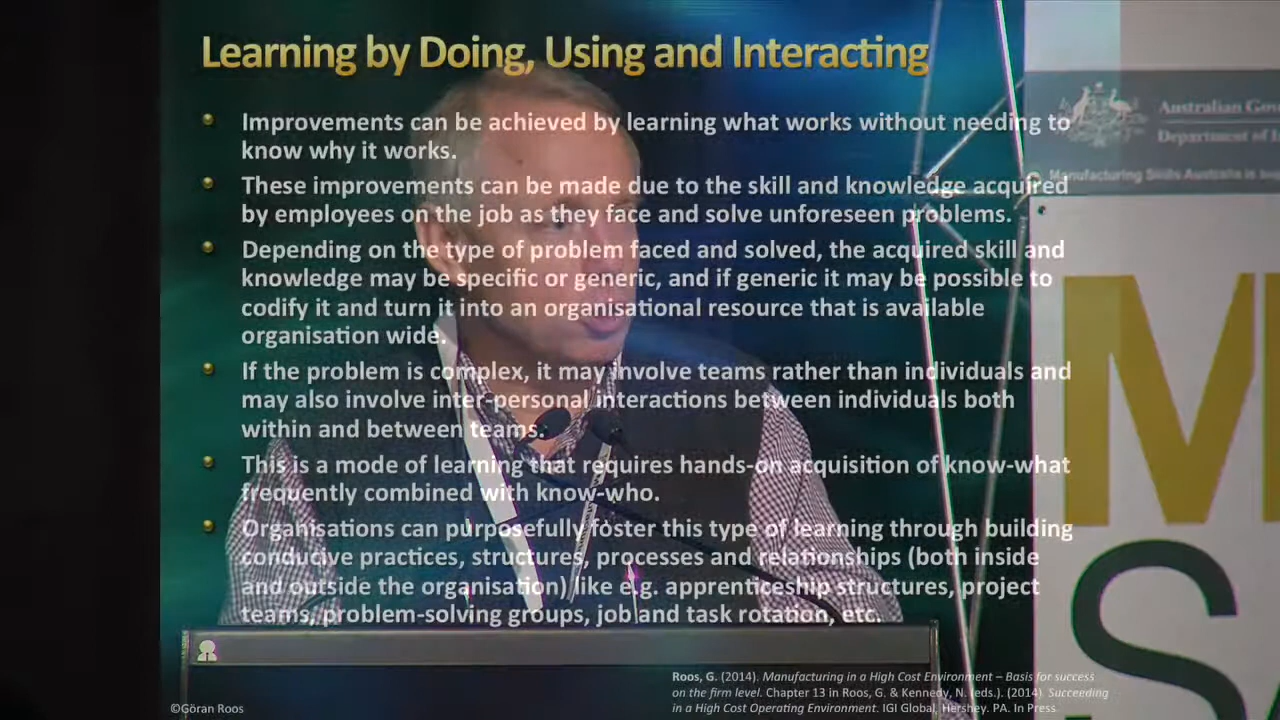 Learning by Doing, Using and Interacting
Improvements can be achieved by learning what works without needing to
know why it works.
These improvements can be made due to the skill and knowledge acquired
by employees on the job as they face and solve unforeseen problems.
Depending on the type of problem faced and solved, the acquired skill and
knowledge may be specific or generic, and if generic it may be possible to
codify it and turn it into an organisational resource that is available
organisation wide.
If the problem is complex, it may involve teams rather than individuals and
may also involve inter-personal interactions between individuals both
within and between teams.
This is a mode of learning that requires hands-on acquisition of know-what
frequently combined with know-who.
Organisations can purposefully foster this type of learning through building
conducive practices, structures, processes and relationships (both inside
and outside the organisation) like e.g. apprenticeship structures, project
teams, problem-solving groups, job and task rotation, etc.
Roos, G. (2014). Manufacturing in a High Cost Environment – Basis for success
on the firm level. Chapter 13 in Roos, G. & Kennedy, N. (eds.). (2014) Succeeding
in a High Cost Operating Environment. IGI Global, Hershey. PA. In Press
©Göran Roos
Australian
Department of
Manufacturing Skills Australia is
M
S